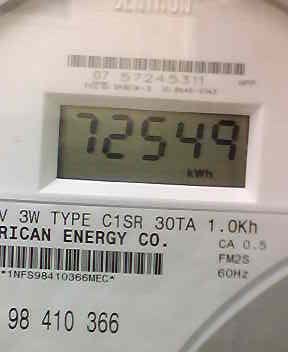 CENTRON
07 57245311
72549
kWh
V 3W TYPE C1SR 30TA 1.0Kh
RICAN ENERGY CO. CA 0.5
FM2S
*1NFS98410366MEC* 60Hz
98 410 366